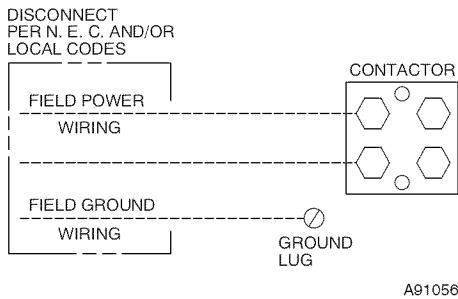 DISCONNECT
PER N. E. C. AND/OR
LOCAL CODES
CONTACTOR
FIELD POWER
WIRING
FIELD GROUND
WIRING
GROUND
LUG
A91056